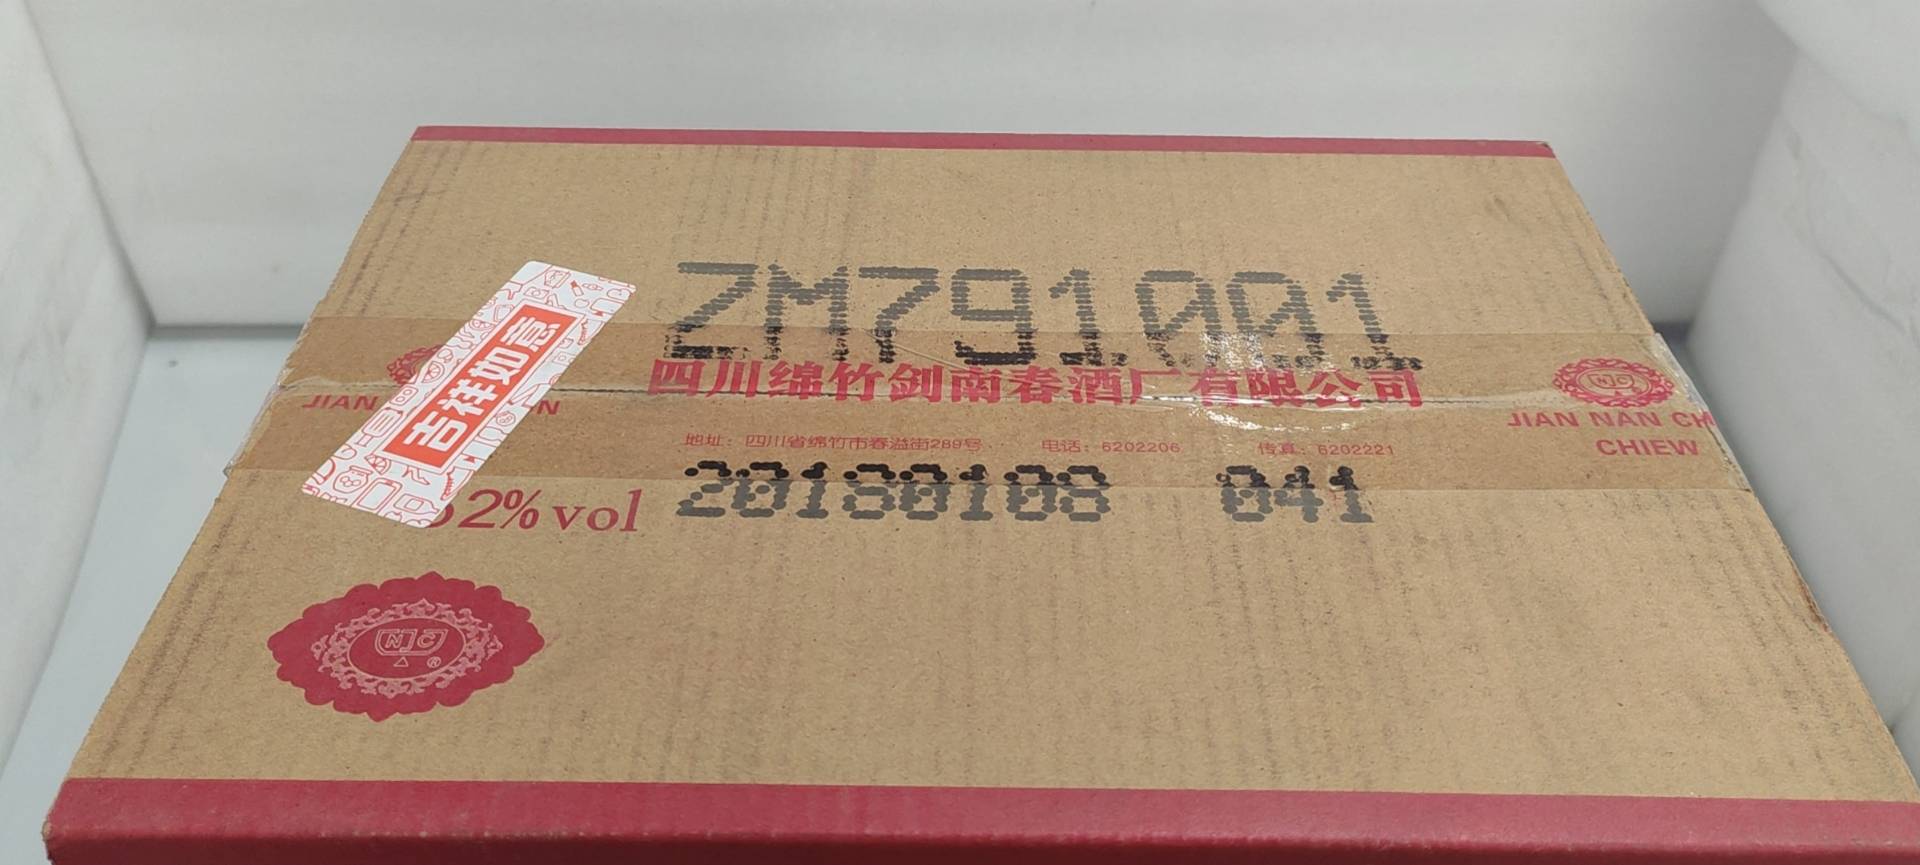 ZM791001
四川绵竹剑南春酒厂有限公司
吉祥如意
JIAN
N
JIAN NAN CH
CHIEW
地址：四川省绵竹市春溢街289号 电话：6202206 传真：6202221
2%vol
20180108 041
NJC
NJC
®